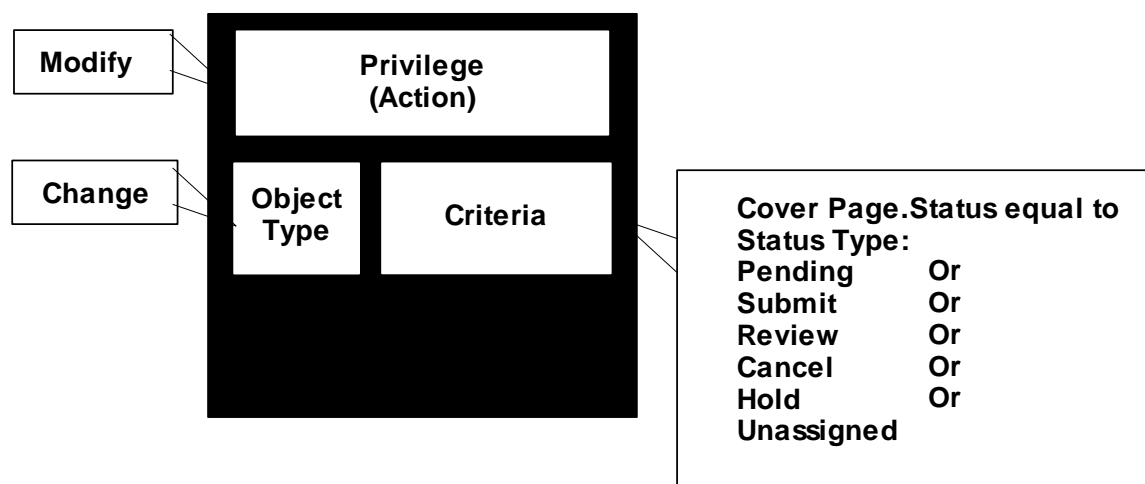 Modify
Privilege
(Action)
Change
Object
Type
Criteria
Cover Page.Status equal to
Status Type:
Pending Or
Submit Or
Review Or
Cancel Or
Hold Or
Unassigned